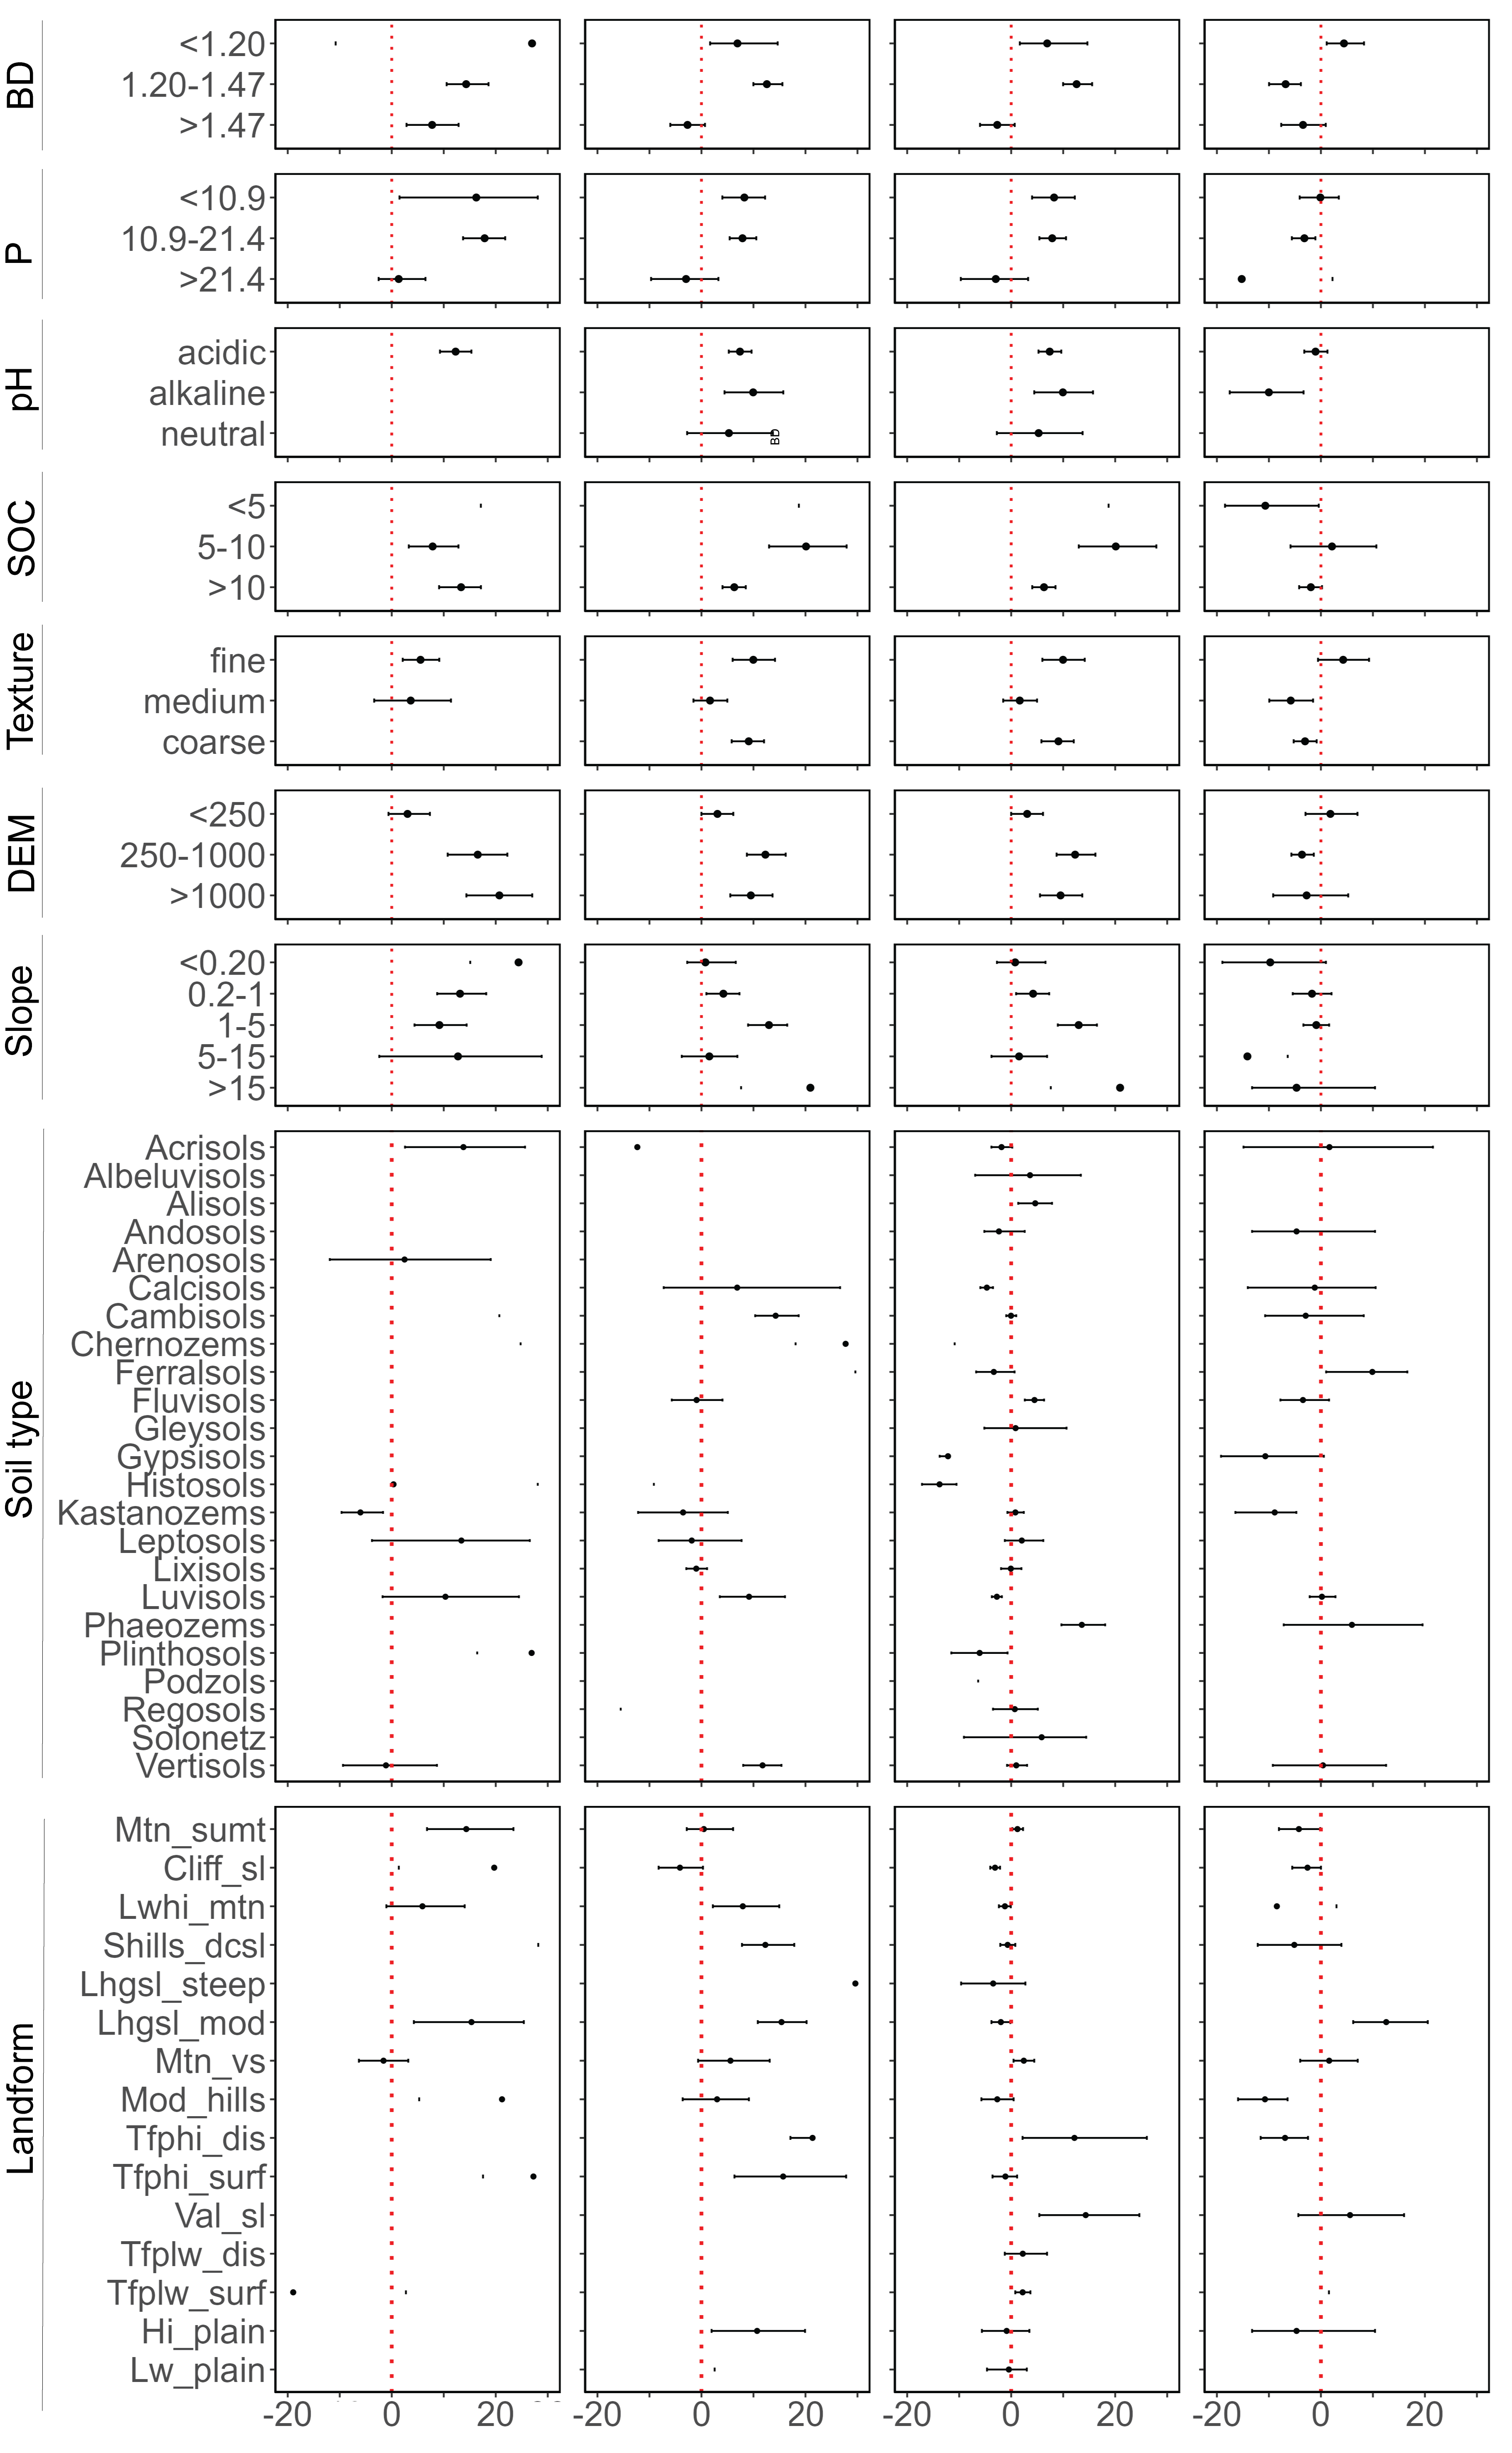 BD
<1.20
1.20-1.47
>1.47
P
<10.9
10.9-21.4
>21.4
pH
acidic
alkaline
neutral
BD
SOC
<5
5-10
>10
Texture
fine
medium
coarse
DEM
<250
250-1000
>1000
Slope
<0.20
0.2-1
1-5
5-15
>15
Soil type
Acrisols
Albeluvisols
Alisols
Andosols
Arenosols
Calcisols
Cambisols
Chernozems
Ferralsols
Fluvisols
Gleysols
Gypsisols
Histosols
Kastanozems
Leptosols
Lixisols
Luvisols
Phaeozems
Plinthosols
Podzols
Regosols
Solonetz
Vertisols
Landform
Mtn_sumt
Cliff_sl
Lwhi_mtn
Shills_dcsl
Lhgsl_steep
Lhgsl_mod
Mtn_vs
Mod_hills
Tfphi_dis
Tfphi_surf
Val_sl
Tfplw_dis
Tfplw_surf
Hi_plain
Lw_plain
-20 0 20 -20 0 20 -20 0 20 -20 0 20